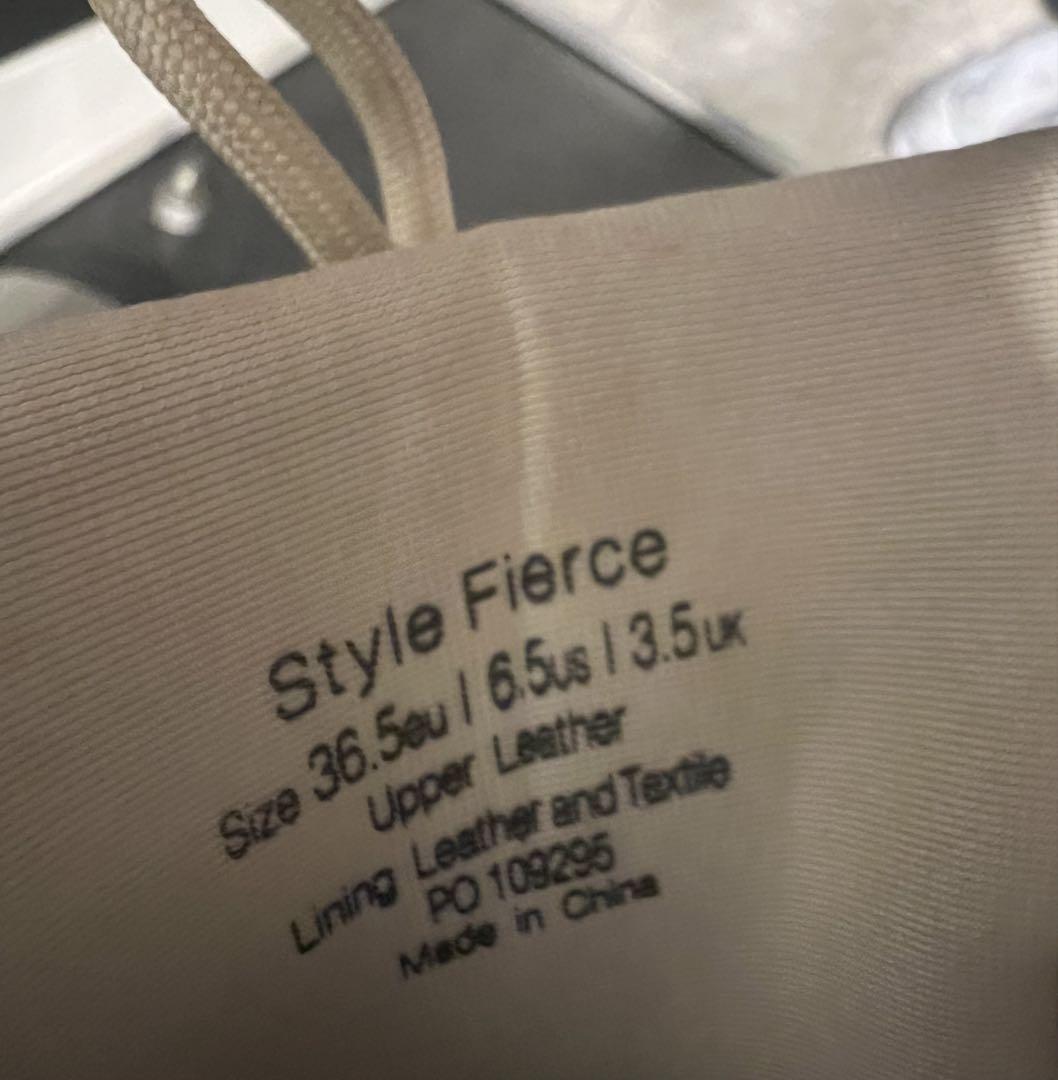 Style Fierce
Size 36.5eu | 6.5us | 3.5uk
Upper Leather
Lining Leather and Textile
PO 109295
Made in China